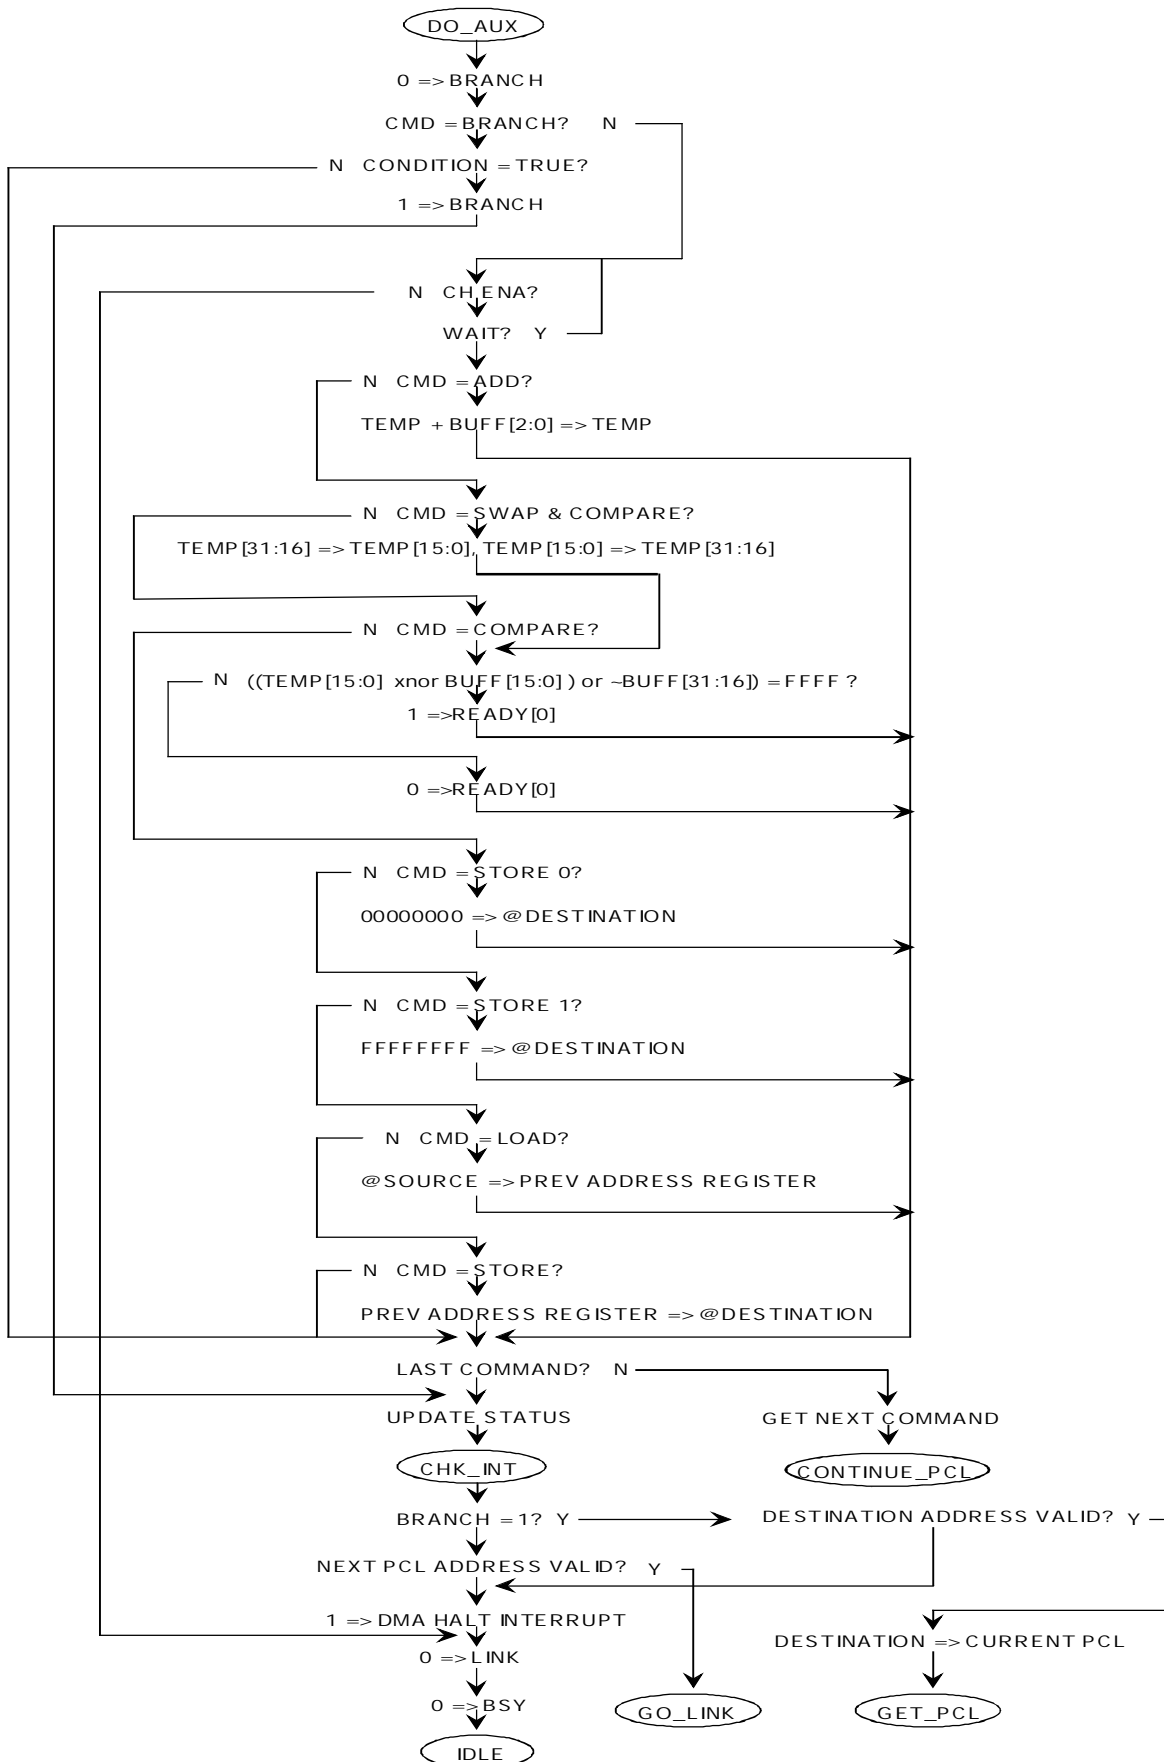 DO_AUX
0 => BRANCH
CMD = BRANCH? N
N CONDITION = TRUE?
1 => BRANCH
N CH ENA?
WAIT? Y
N CMD = ADD?
TEMP + BUFF[2:0] => TEMP
N CMD = SWAP & COMPARE?
TEMP[31:16] => TEMP[15:0], TEMP[15:0] => TEMP[31:16]
N CMD = COMPARE?
N ((TEMP[15:0] xnor BUFF[15:0] ) or ~BUFF[31:16]) = FFFF ?
1 => READY[0]
0 => READY[0]
N CMD = STORE 0?
00000000 => @DESTINATION
N CMD = STORE 1?
FFFFFFFF => @DESTINATION
N CMD = LOAD?
@SOURCE => PREV ADDRESS REGISTER
N CMD = STORE?
PREV ADDRESS REGISTER => @DESTINATION
LAST COMMAND? N
UPDATE STATUS
GET NEXT COMMAND
CHK_INT
CONTINUE_PCL
BRANCH = 1? Y
DESTINATION ADDRESS VALID? Y
NEXT PCL ADDRESS VALID? Y
1 => DMA HALT INTERRUPT
DESTINATION => CURRENT PCL
0 => LINK
0 => BSY
GO_LINK
GET_PCL
IDLE